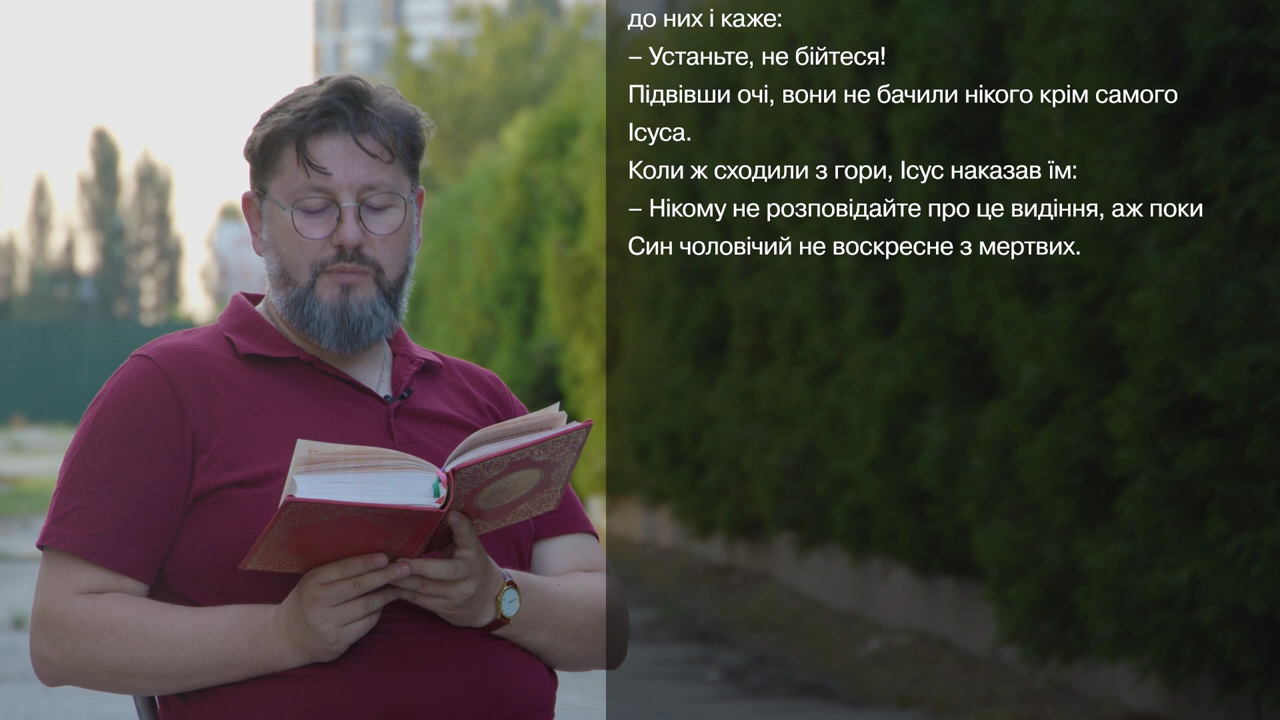 до них і каже:
– Устаньте, не бійтеся!
Підвівши очі, вони не бачили нікого крім самого
Ісуса.
Коли ж сходили з гори, Ісус наказав їм:
– Нікому не розповідайте про це видіння, аж поки
Син чоловічий не воскресне з мертвих.